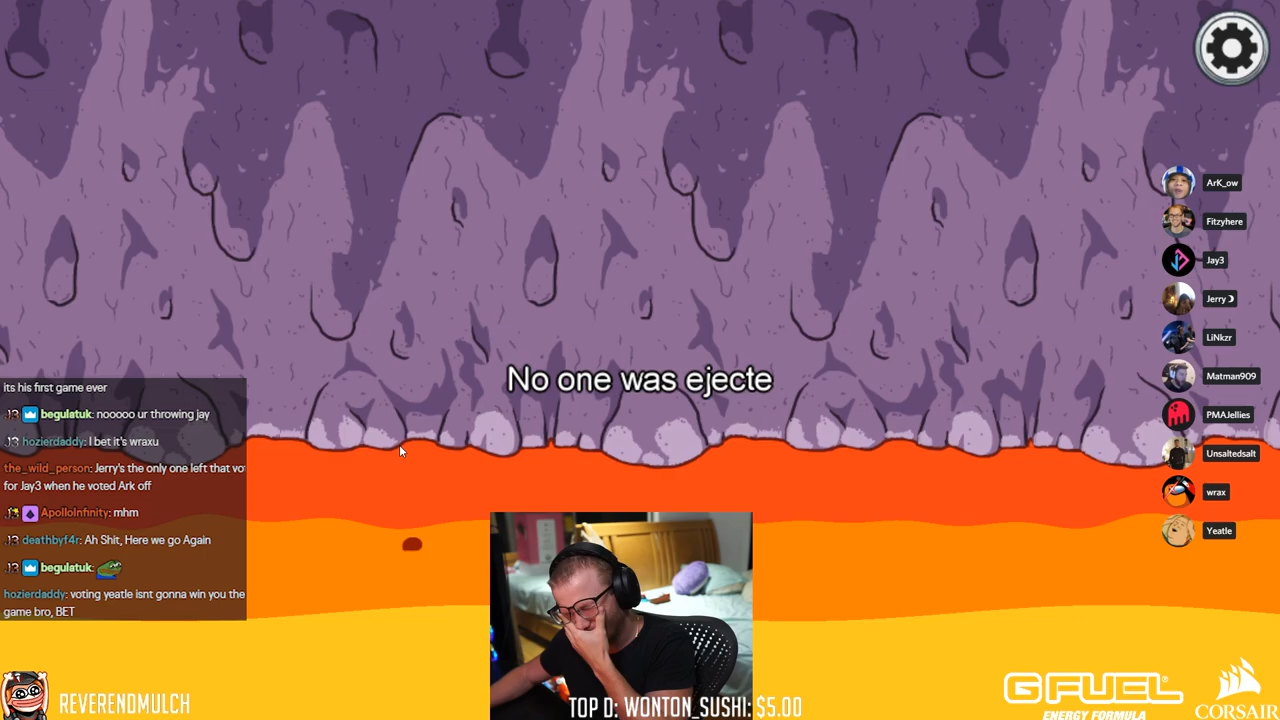 No one was ejecte
ArK_ow
Fitzyhere
Jay3
Jerry☽
LiNkzr
Matman909
PMAJellies
Unsaltedsalt
wrax
Yeatle
its his first game ever
begulatuk: nooooo ur throwing jay
hozierdaddy: I bet it's wraxu
the_wild_person: Jerry's the only one left that vo
for Jay3 when he voted Ark off
ApolloInfinity: mhm
deathbyf4r: Ah Shit, Here we go Again
begulatuk:
hozierdaddy: voting yeatle isnt gonna win you the
game bro, BET
REVERENDMULCH
TOP D: WONTON_SUSHI: $5.00
G FUEL
ENERGY FORMULA
CORSAIR